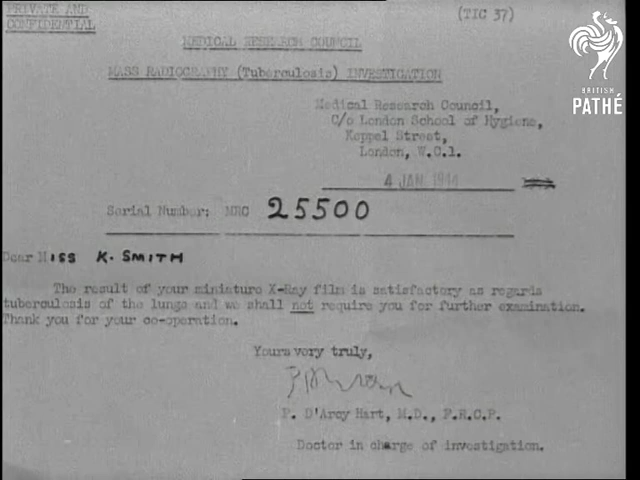 PRIVATE AND
CONFIDENTIAL
(TIC 37)
BRITISH
PATHÉ
MEDICAL RESEARCH COUNCIL
MASS RADIOGRAPHY (Tuberculosis) INVESTIGATION
Medical Research Council,
C/o London School of Hygiene,
Keppel Street,
London, W.C.1.
4 JAN 1944
Serial Number: MRC 25500
Dear MISS K. SMITH
The result of your miniature X-Ray film is satisfactory as regards
tuberculosis of the lungs and we shall not require you for further examination.
Thank you for your co-operation.
Yours very truly,
P. D'Arcy Hart, M.D., F.R.C.P.
Doctor in charge of investigation.